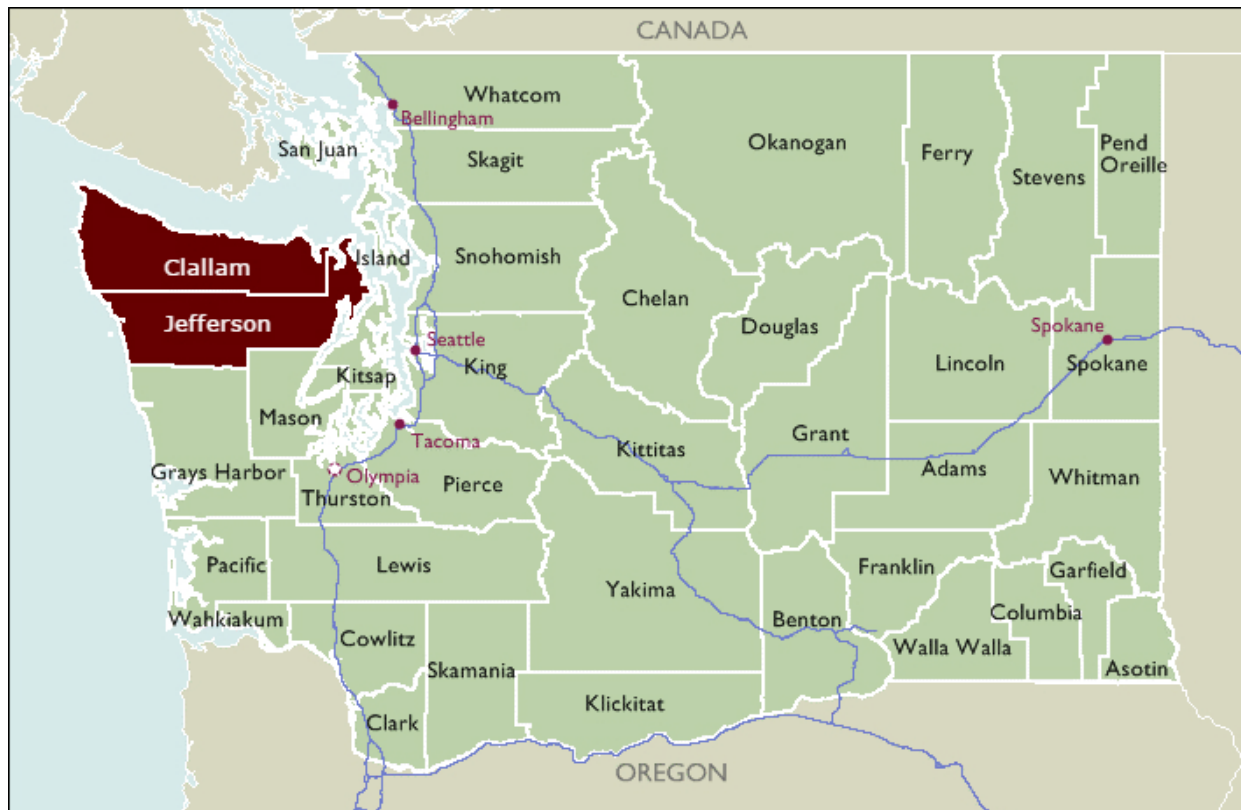 CANADA
Whatcom
Bellingham
San Juan
Skagit
Okanogan
Ferry
Stevens
Pend
Oreille
Clallam
Island
Snohomish
Chelan
Jefferson
Douglas
Seattle
King
Kitsap
Lincoln
Spokane
Spokane
Mason
Tacoma
Grant
Kittitas
Grays Harbor
Olympia
Thurston
Pierce
Adams
Whitman
Pacific
Lewis
Yakima
Franklin
Garfield
Wahkiakum
Cowlitz
Benton
Columbia
Skamania
Walla Walla
Asotin
Clark
Klickitat
OREGON